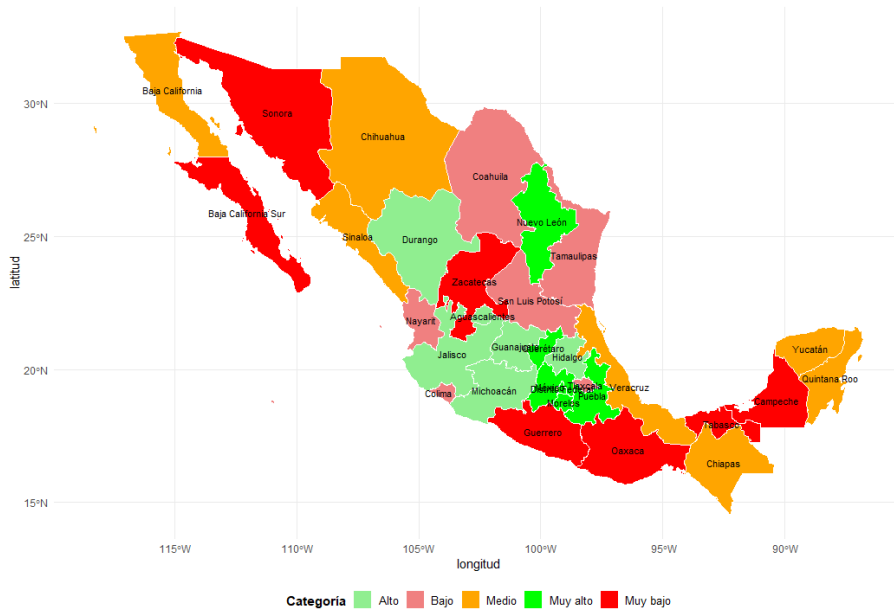 Baja California
Sonora
30°N
Chihuahua
Coahuila
Baja California Sur
Nuevo León
25°N
Sinaloa
Durango
Tamaulipas
Zacatecas
San Luis Potosí
Nayarit
Aguascalientes
Jalisco
Guanajuato
Querétaro
Hidalgo
Yucatán
20°N
Quintana Roo
Colima
Michoacán
México
Distrito Federal
Tlaxcala
Veracruz
Morelos
Puebla
Campeche
Tabasco
Guerrero
Oaxaca
Chiapas
15°N
latitud
115°W
110°W
105°W
100°W
95°W
90°W
longitud
Categoría Alto Bajo Medio Muy alto Muy bajo